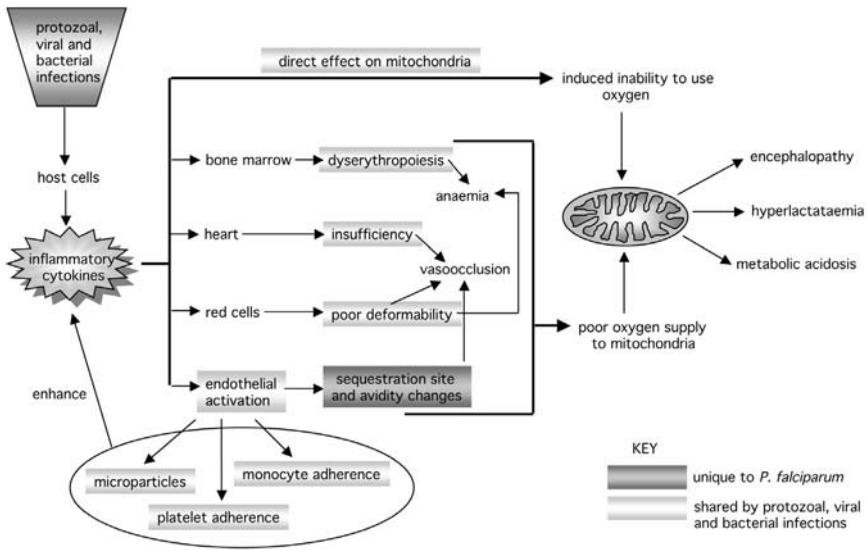 protozoal,
viral and
bacterial
infections
host cells
inflammatory
cytokines
enhance
direct effect on mitochondria
induced inability to use
oxygen
bone marrow
dyserythropoiesis
anaemia
heart
insufficiency
vasoocclusion
red cells
poor deformability
endothelial
activation
sequestration site
and avidity changes
microparticles
monocyte adherence
platelet adherence
encephalopathy
hyperlactataemia
metabolic acidosis
poor oxygen supply
to mitochondria
KEY
unique to P. falciparum
shared by protozoal, viral
and bacterial infections